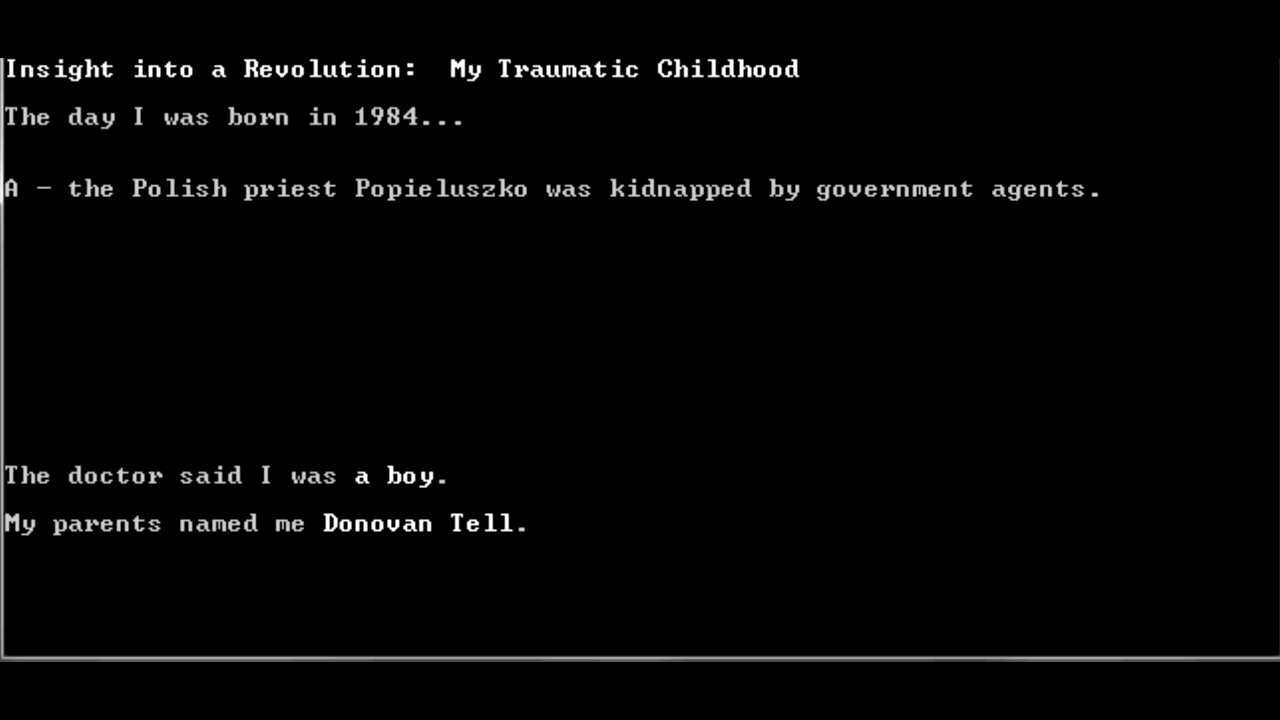 Insight into a Revolution:  My Traumatic Childhood
The day I was born in 1984...
A - the Polish priest Popieluszko was kidnapped by government agents.
The doctor said I was a boy.
My parents named me Donovan Tell.